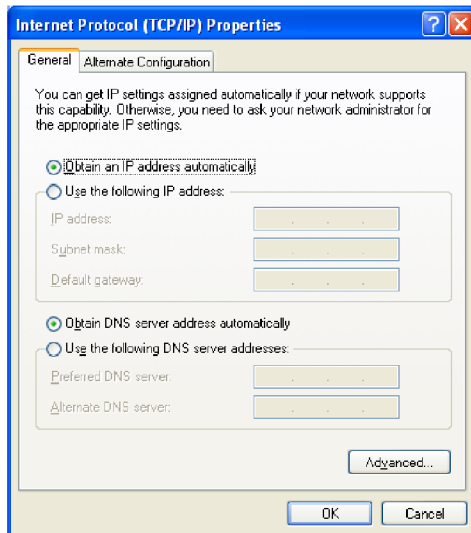 Internet Protocol (TCP/IP) Properties
General Alternate Configuration
You can get IP settings assigned automatically if your network supports
this capability. Otherwise, you need to ask your network administrator for
the appropriate IP settings.
Obtain an IP address automatically
Use the following IP address:
IP address:
Subnet mask:
Default gateway:
Obtain DNS server address automatically
Use the following DNS server addresses:
Preferred DNS server:
Alternate DNS server:
Advanced...
OK Cancel